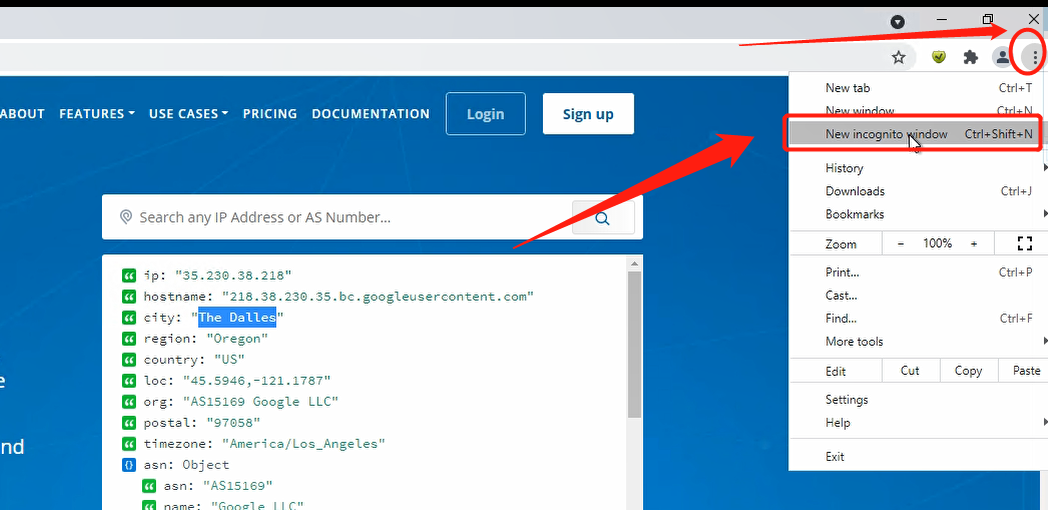 ABOUT FEATURES USE CASES PRICING DOCUMENTATION Login Sign up
Search any IP Address or AS Number...
ip: "35.230.38.218"
hostname: "218.38.230.35.bc.googleusercontent.com"
city: "The Dalles"
region: "Oregon"
country: "US"
loc: "45.5946,-121.1787"
org: "AS15169 Google LLC"
postal: "97058"
timezone: "America/Los_Angeles"
{} asn: Object
asn: "AS15169"
name: "Google LLC"
e
nd
New tab Ctrl+T
New window Ctrl+N
New incognito window Ctrl+Shift+N
History
Downloads Ctrl+J
Bookmarks
Zoom - 100% +
Print... Ctrl+P
Cast...
Find... Ctrl+F
More tools
Edit Cut Copy Paste
Settings
Help
Exit